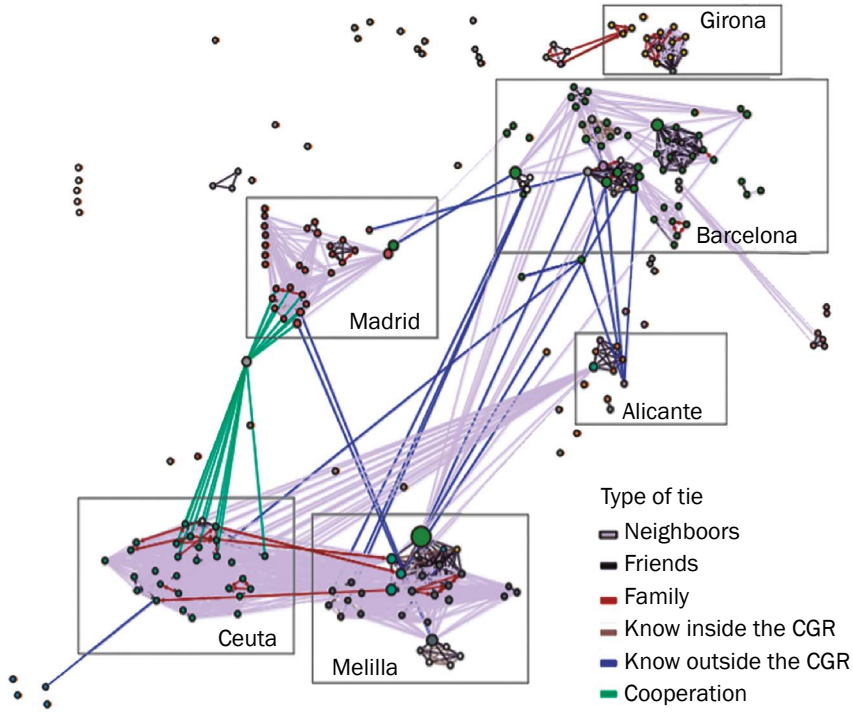 Girona
Barcelona
Madrid
Alicante
Type of tie
Neighboors
Friends
Family
Know inside the CGR
Know outside the CGR
Cooperation
Ceuta
Melilla